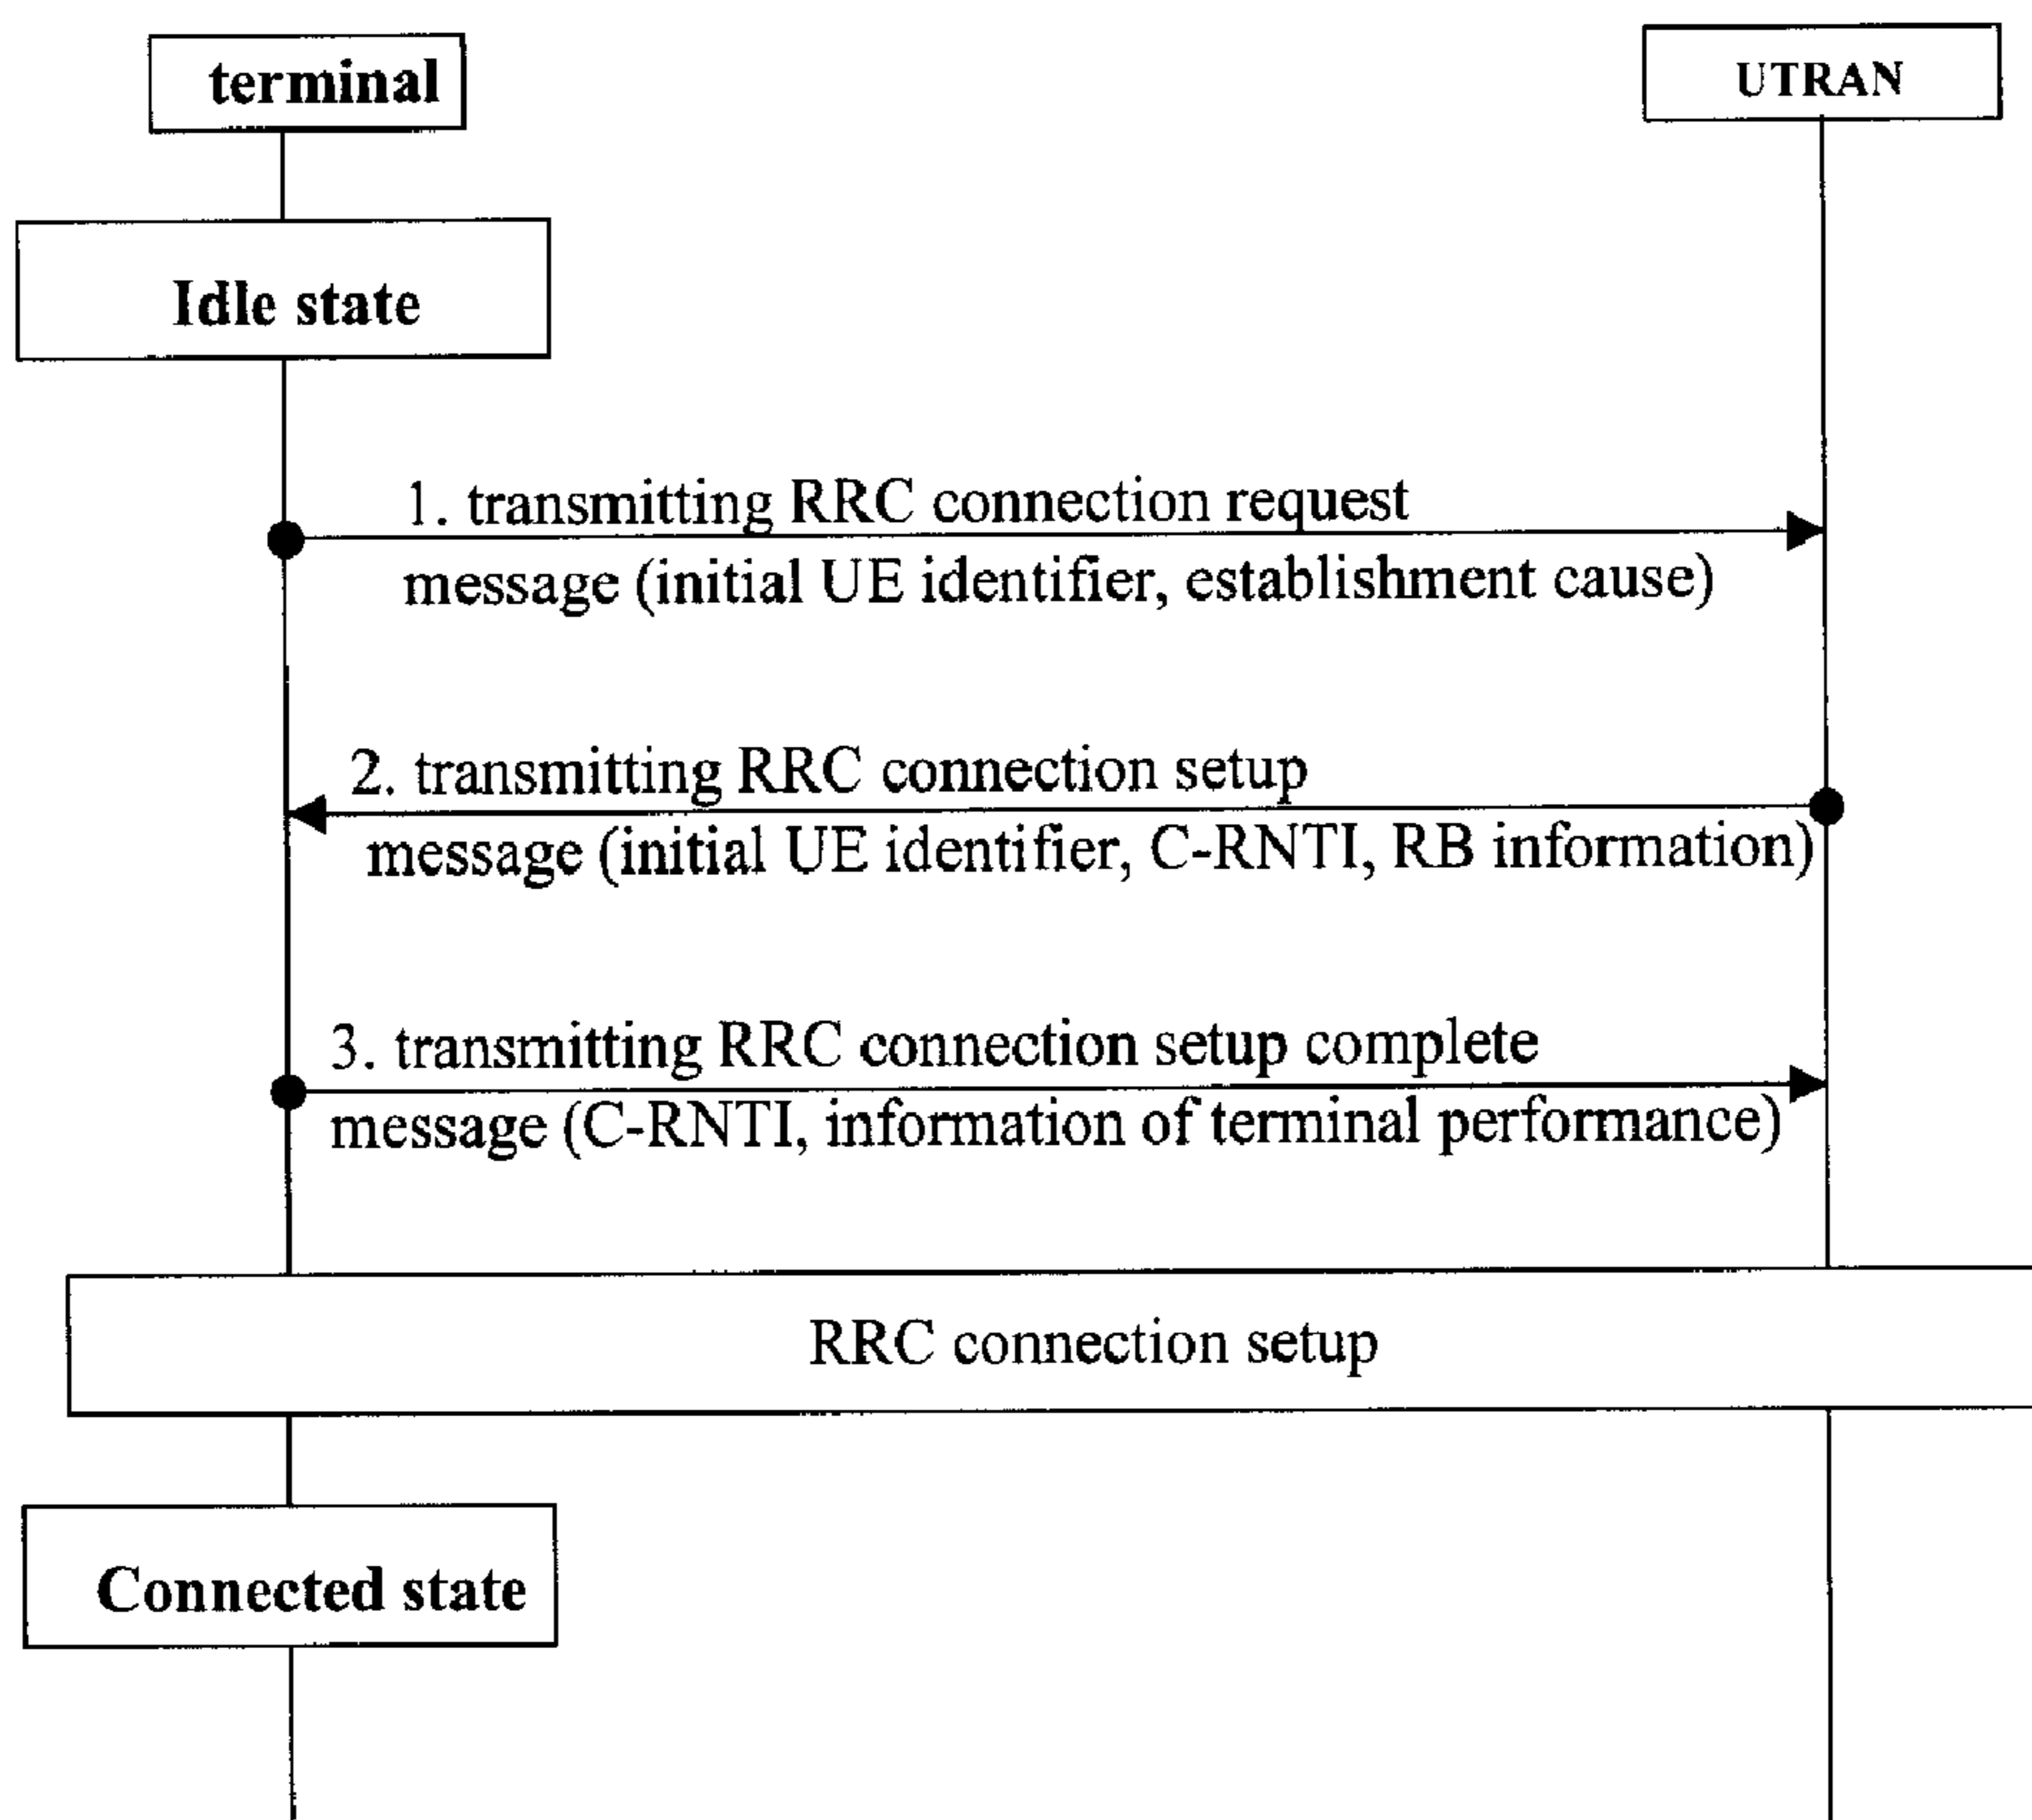 terminal
UTRAN
Idle state
1. transmitting RRC connection request
message (initial UE identifier, establishment cause)
2. transmitting RRC connection setup
message (initial UE identifier, C-RNTI, RB information)
3. transmitting RRC connection setup complete
message (C-RNTI, information of terminal performance)
RRC connection setup
Connected state